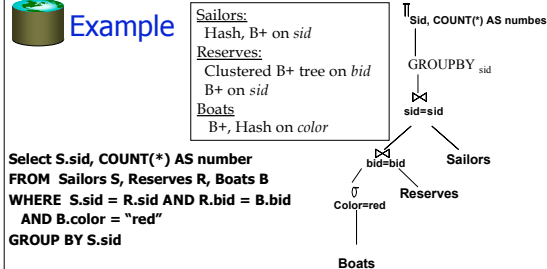 Example
Sailors:
Hash, B+ on sid
Reserves:
Clustered B+ tree on bid
B+ on sid
Boats
B+, Hash on color
Select S.sid, COUNT(*) AS number
FROM Sailors S, Reserves R, Boats B
WHERE S.sid = R.sid AND R.bid = B.bid
AND B.color = “red”
GROUP BY S.sid
π Sid, COUNT(*) AS numbes
GROUPBY sid
⋈
sid=sid
⋈
bid=bid
Sailors
σ
Color=red
Reserves
Boats